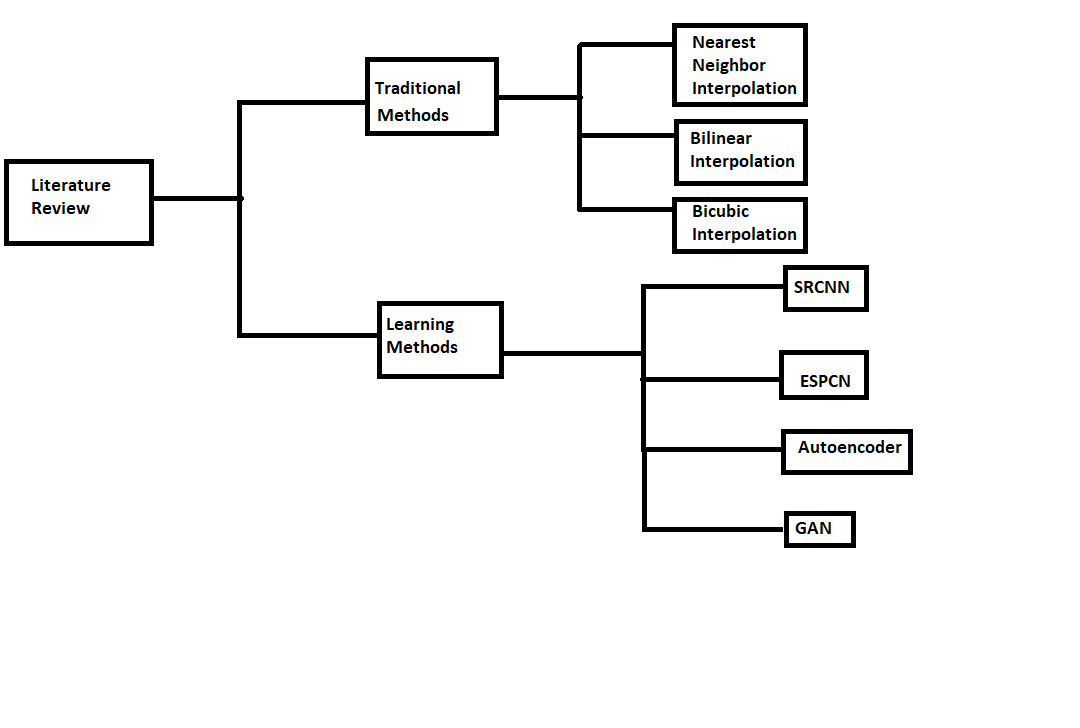 Literature
Review
Traditional
Methods
Nearest
Neighbor
Interpolation
Bilinear
Interpolation
Bicubic
Interpolation
Learning
Methods
SRCNN
ESPCN
Autoencoder
GAN